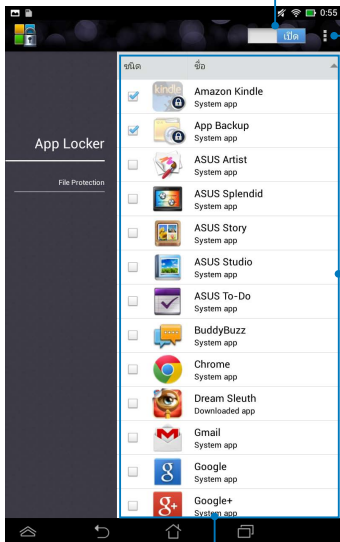 0:55
เปิด
ชนิด ชื่อ
App Locker
File Protection
kindle
Amazon Kindle
System app
App Backup
System app
ASUS Artist
System app
ASUS Splendid
System app
ASUS Story
System app
ASUS Studio
System app
ASUS To-Do
System app
BuddyBuzz
System app
Chrome
System app
Dream Sleuth
Downloaded app
Gmail
System app
Google
System app
Google+
System app